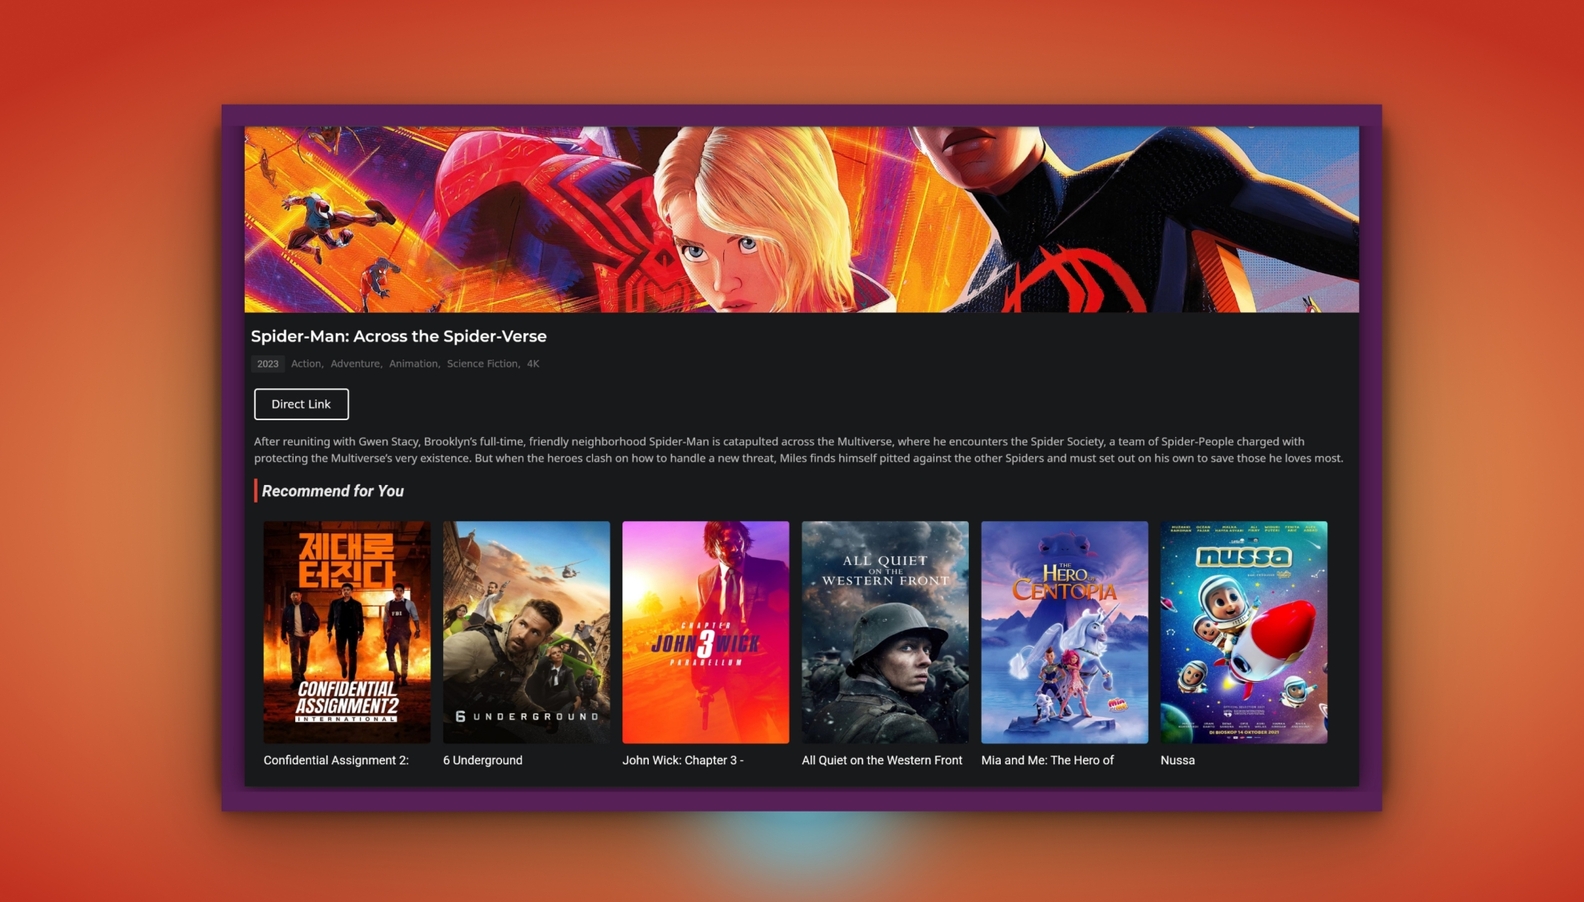 Spider-Man: Across the Spider-Verse
2023 Action, Adventure, Animation, Science Fiction, 4K
Direct Link
After reuniting with Gwen Stacy, Brooklyn's full-time, friendly neighborhood Spider-Man is catapulted across the Multiverse, where he encounters the Spider Society, a team of Spider-People charged with
protecting the Multiverse's very existence. But when the heroes clash on how to handle a new threat, Miles finds himself pitted against the other Spiders and must set out on his own to save those he loves most.
Recommend for You
제대로
터진다
FBI
CONFIDENTIAL
ASSIGNMENT2
INTERNATIONAL
6 UNDERGROUND
CHAPTER
JOHN 3 WICK
PARABELLUM
ALL QUIET
ON THE
WESTERN FRONT
THE
HERO OF
CENTOPIA
Mia
nussa
DI BIOSKOP 14 OKTOBER 2021
Confidential Assignment 2:
6 Underground
John Wick: Chapter 3 -
All Quiet on the Western Front
Mia and Me: The Hero of
Nussa